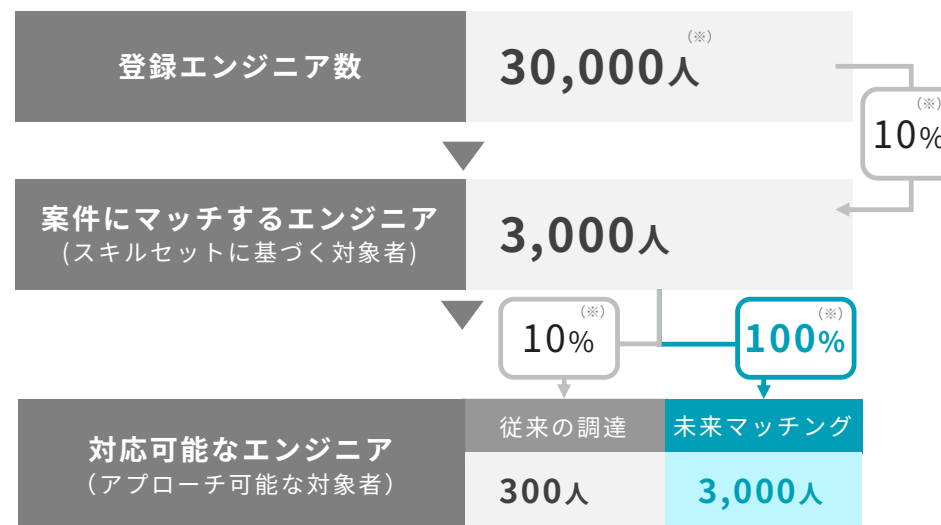 登録エンジニア数
30,000人(※)
(※)
10%
案件にマッチするエンジニア
(スキルセットに基づく対象者)
3,000人
(※)
10%
(※)
100%
対応可能なエンジニア
(アプローチ可能な対象者)
従来の調達
未来マッチング
300人
3,000人